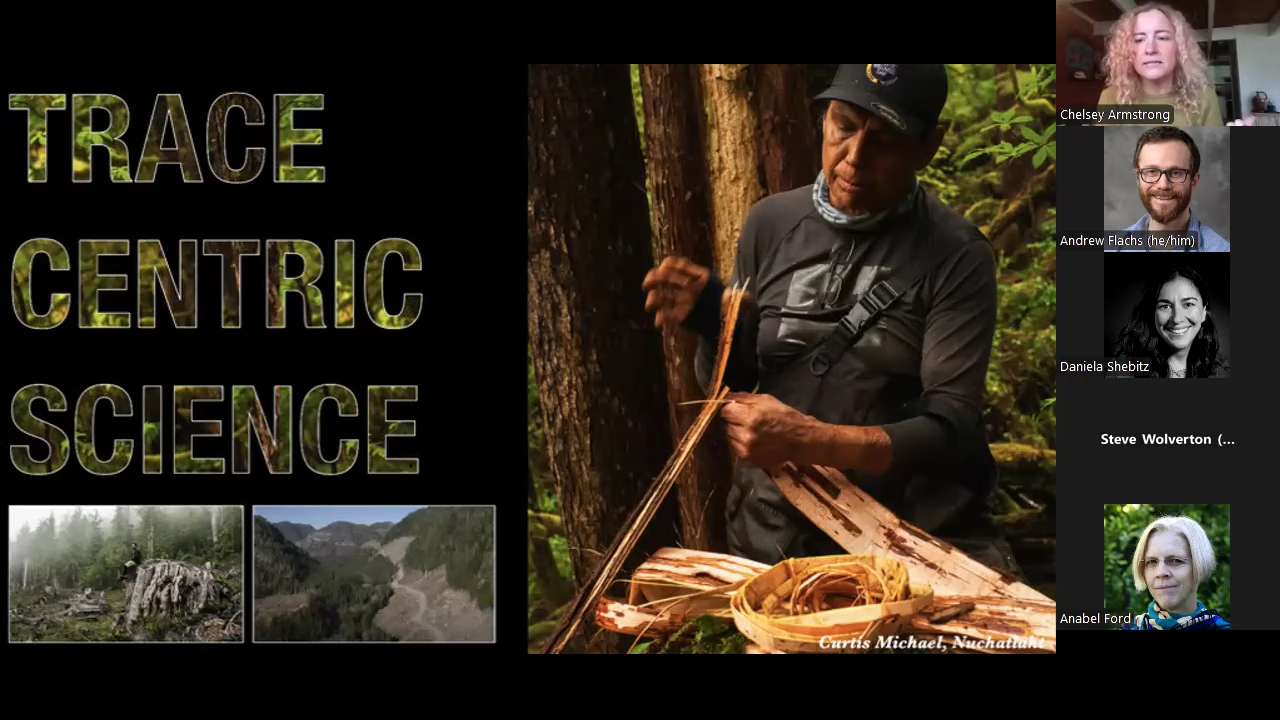 TRACE
CENTRIC
SCIENCE
Curtis Michael, Nuchatlaht
Chelsey Armstrong
Andrew Flachs (he/him)
Daniela Shebitz
Steve Wolverton (...
Anabel Ford